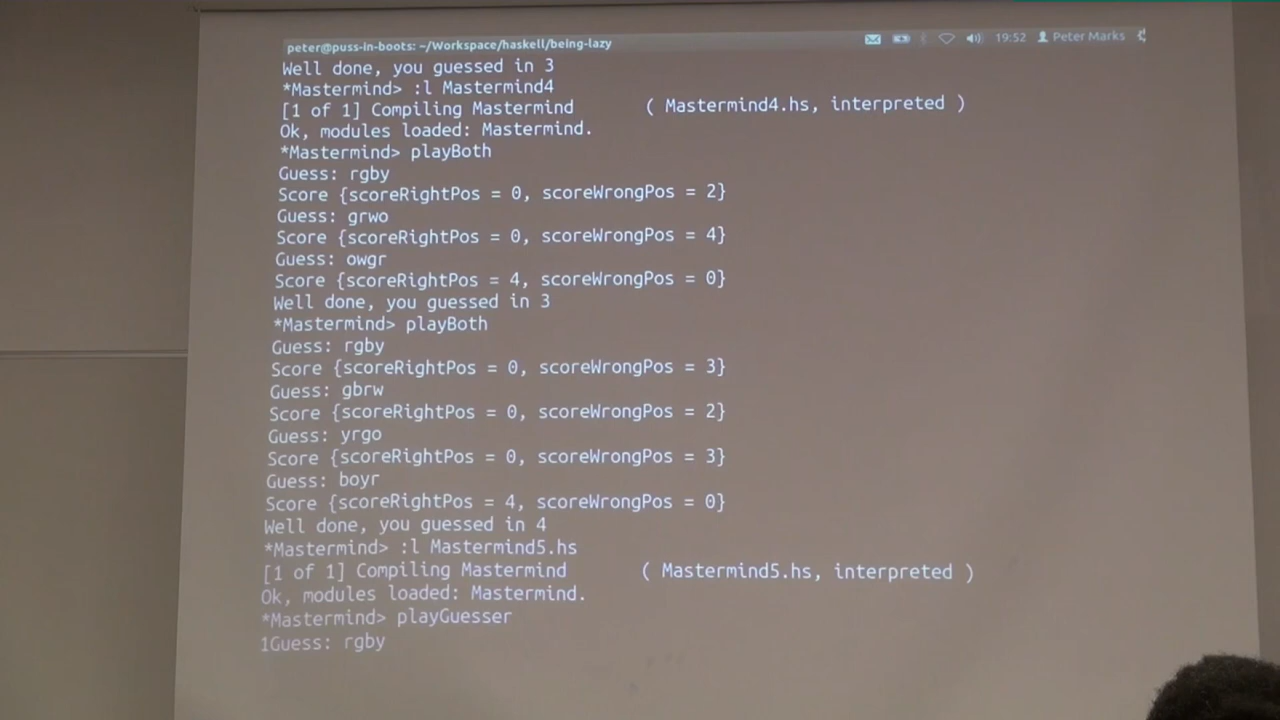 peter@puss-in-boots: ~/Workspace/haskell/being-lazy 19:52 Peter Marks
Well done, you guessed in 3
*Mastermind> :l Mastermind4
[1 of 1] Compiling Mastermind ( Mastermind4.hs, interpreted )
Ok, modules loaded: Mastermind.
*Mastermind> playBoth
Guess: rgby
Score {scoreRightPos = 0, scoreWrongPos = 2}
Guess: grwo
Score {scoreRightPos = 0, scoreWrongPos = 4}
Guess: owgr
Score {scoreRightPos = 4, scoreWrongPos = 0}
Well done, you guessed in 3
*Mastermind> playBoth
Guess: rgby
Score {scoreRightPos = 0, scoreWrongPos = 3}
Guess: gbrw
Score {scoreRightPos = 0, scoreWrongPos = 2}
Guess: yrgo
Score {scoreRightPos = 0, scoreWrongPos = 3}
Guess: boyr
Score {scoreRightPos = 4, scoreWrongPos = 0}
Well done, you guessed in 4
*Mastermind> :l Mastermind5.hs
[1 of 1] Compiling Mastermind ( Mastermind5.hs, interpreted )
Ok, modules loaded: Mastermind.
*Mastermind> playGuesser
1Guess: rgby